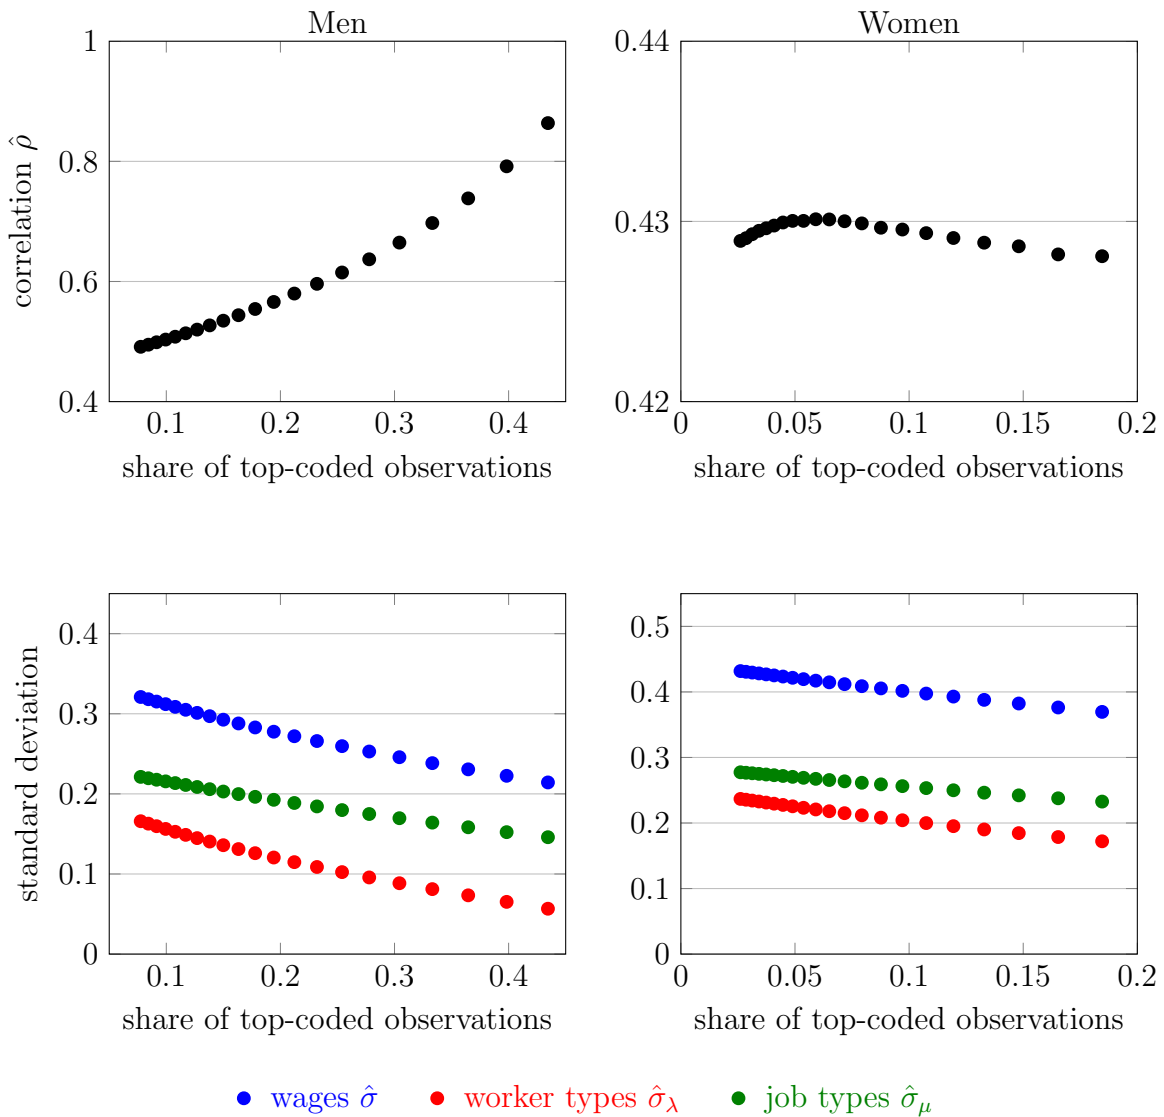 Men
1
0.8
0.6
0.4
correlation ρ̂
0.1 0.2 0.3 0.4
share of top-coded observations
Women
0.44
0.43
0.42
0 0.05 0.1 0.15 0.2
share of top-coded observations
0.4
0.3
0.2
0.1
0
standard deviation
0.1 0.2 0.3 0.4
share of top-coded observations
0.5
0.4
0.3
0.2
0.1
0
0 0.05 0.1 0.15 0.2
share of top-coded observations
wages σ̂ worker types σ̂_λ job types σ̂_μ